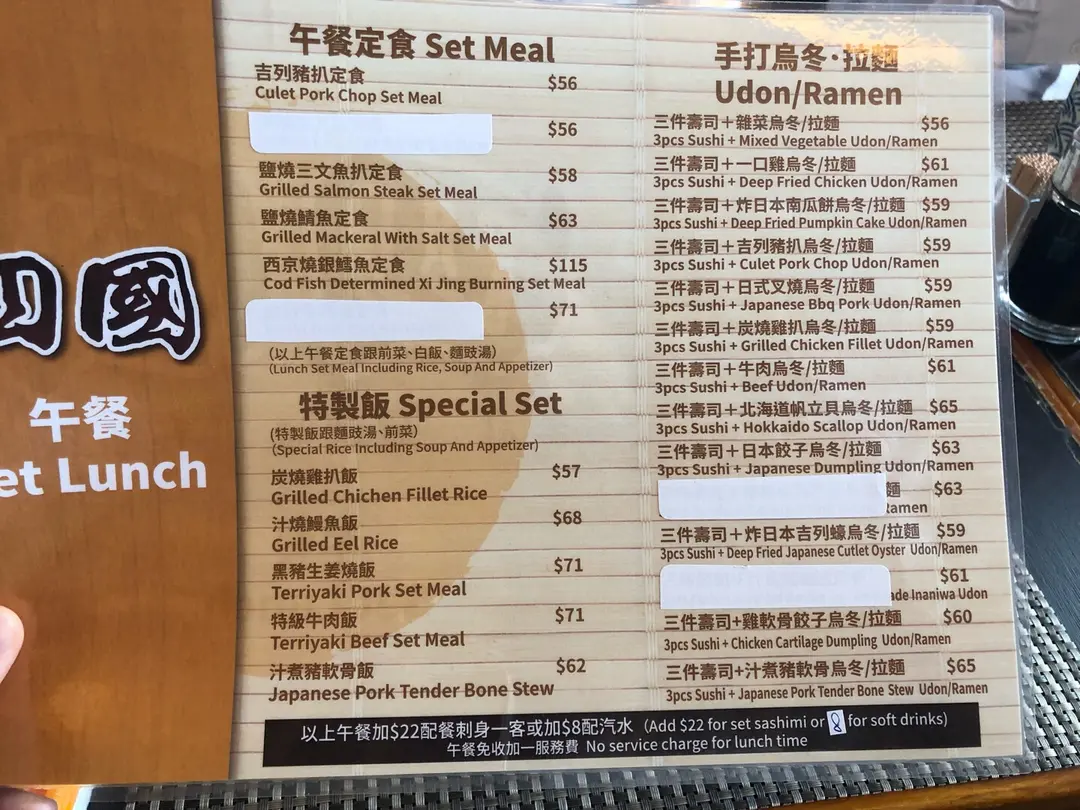 國
午餐
et Lunch
午餐定食 Set Meal
吉列豬扒定食
Culet Pork Chop Set Meal
$56
$56
鹽燒三文魚扒定食
Grilled Salmon Steak Set Meal
$58
鹽燒鯖魚定食
Grilled Mackeral With Salt Set Meal
$63
西京燒銀鱈魚定食
Cod Fish Determined Xi Jing Burning Set Meal
$115
$71
(以上午餐定食跟前菜、白飯、麵豉湯)
(Lunch Set Meal Including Rice, Soup And Appetizer)
特製飯 Special Set
(特製飯跟麵豉湯、前菜)
(Special Rice Including Soup And Appetizer)
炭燒雞扒飯
Grilled Chichen Fillet Rice
$57
汁燒鰻魚飯
Grilled Eel Rice
$68
黑豬生姜燒飯
Terriyaki Pork Set Meal
$71
特級牛肉飯
Terriyaki Beef Set Meal
$71
汁煮豬軟骨飯
Japanese Pork Tender Bone Stew
$62
手打烏冬·拉麵
Udon/Ramen
三件壽司＋雜菜烏冬/拉麵 $56
3pcs Sushi + Mixed Vegetable Udon/Ramen
三件壽司＋一口雞烏冬/拉麵 $61
3pcs Sushi + Deep Fried Chicken Udon/Ramen
三件壽司＋炸日本南瓜餅烏冬/拉麵 $59
3pcs Sushi + Deep Fried Pumpkin Cake Udon/Ramen
三件壽司＋吉列豬扒烏冬/拉麵 $59
3pcs Sushi + Culet Pork Chop Udon/Ramen
三件壽司＋日式叉燒烏冬/拉麵 $59
3pcs Sushi + Japanese Bbq Pork Udon/Ramen
三件壽司＋炭燒雞扒烏冬/拉麵 $59
3pcs Sushi + Grilled Chicken Fillet Udon/Ramen
三件壽司＋牛肉烏冬/拉麵 $61
3pcs Sushi + Beef Udon/Ramen
三件壽司＋北海道帆立貝烏冬/拉麵 $65
3pcs Sushi + Hokkaido Scallop Udon/Ramen
三件壽司＋日本餃子烏冬/拉麵 $63
3pcs Sushi + Japanese Dumpling Udon/Ramen
麵 $63
Ramen
三件壽司＋炸日本吉列蠔烏冬/拉麵 $59
3pcs Sushi + Deep Fried Japanese Cutlet Oyster Udon/Ramen
$61
ade Inaniwa Udon
三件壽司+雞軟骨餃子烏冬/拉麵 $60
3pcs Sushi + Chicken Cartilage Dumpling Udon/Ramen
三件壽司+汁煮豬軟骨烏冬/拉麵 $65
3pcs Sushi + Japanese Pork Tender Bone Stew Udon/Ramen
以上午餐加$22配餐刺身一客或加$8配汽水 (Add $22 for set sashimi or 8 for soft drinks)
午餐免收加一服務費 No service charge for lunch time